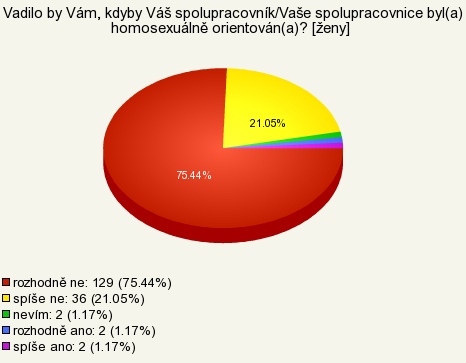 Vadilo by Vám, kdyby Váš spolupracovník/Vaše spolupracovnice byl(a)
homosexuálně orientován(a)? [ženy]
21.05%
75.44%
rozhodně ne: 129 (75.44%)
spíše ne: 36 (21.05%)
nevím: 2 (1.17%)
rozhodně ano: 2 (1.17%)
spíše ano: 2 (1.17%)